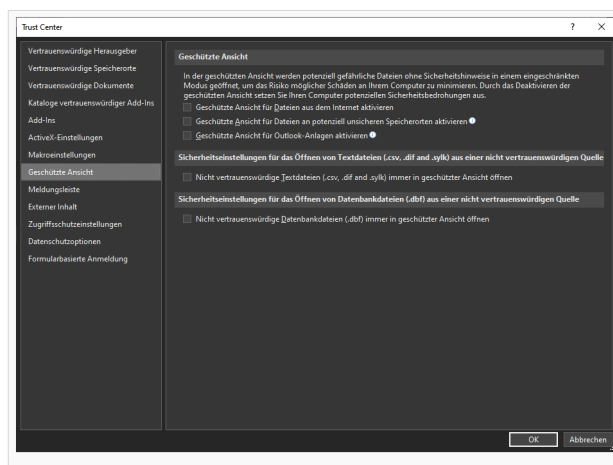 Trust Center
?
Vertrauenswürdige Herausgeber
Vertrauenswürdige Speicherorte
Vertrauenswürdige Dokumente
Kataloge vertrauenswürdiger Add-Ins
Add-Ins
ActiveX-Einstellungen
Makroeinstellungen
Geschützte Ansicht
Meldungsleiste
Externer Inhalt
Zugriffsschutzeinstellungen
Datenschutzoptionen
Formularbasierte Anmeldung
Geschützte Ansicht
In der geschützten Ansicht werden potenziell gefährliche Dateien ohne Sicherheitshinweise in einem eingeschränkten
Modus geöffnet, um das Risiko möglicher Schäden an Ihrem Computer zu minimieren. Durch das Deaktivieren der
geschützten Ansicht setzen Sie Ihren Computer potenziellen Sicherheitsbedrohungen aus.
Geschützte Ansicht für Dateien aus dem Internet aktivieren
Geschützte Ansicht für Dateien an potenziell unsicheren Speicherorten aktivieren
Geschützte Ansicht für Outlook-Anlagen aktivieren
Sicherheitseinstellungen für das Öffnen von Textdateien (.csv, .dif and .sylk) aus einer nicht vertrauenswürdigen Quelle
Nicht vertrauenswürdige Textdateien (.csv, .dif and .sylk) immer in geschützter Ansicht öffnen
Sicherheitseinstellungen für das Öffnen von Datenbankdateien (.dbf) aus einer nicht vertrauenswürdigen Quelle
Nicht vertrauenswürdige Datenbankdateien (.dbf) immer in geschützter Ansicht öffnen
OK
Abbrechen